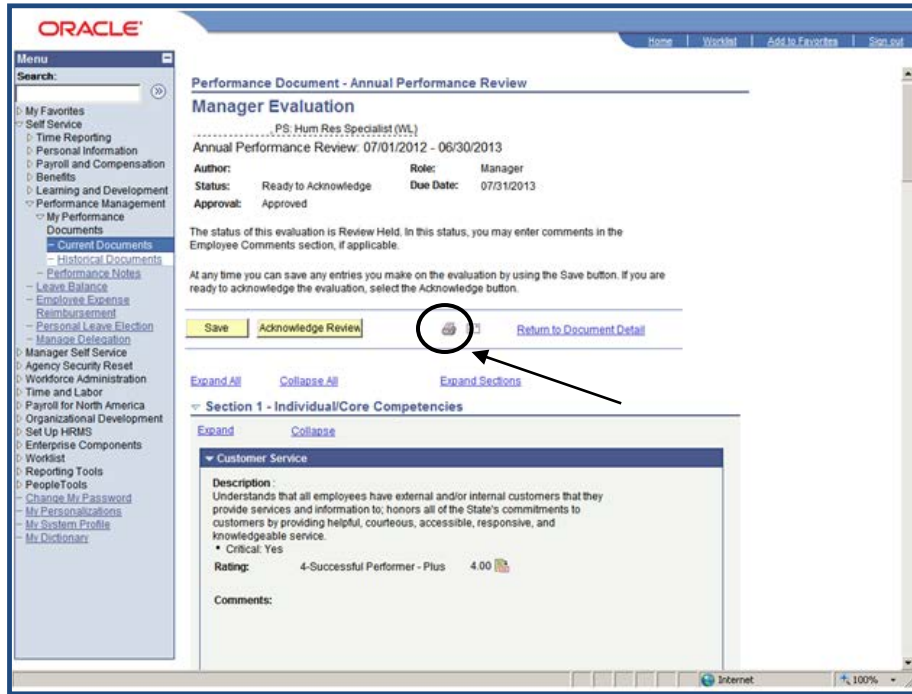 ORACLE'
Home | Worklist | Add to Favorites | Sign out
Menu
Search:
My Favorites
Self Service
Time Reporting
Personal Information
Payroll and Compensation
Benefits
Learning and Development
Performance Management
My Performance
Documents
– Current Documents
– Historical Documents
– Performance Notes
– Leave Balance
– Employee Expense
Reimbursement
– Personal Leave Election
– Manage Delegation
Manager Self Service
Agency Security Reset
Workforce Administration
Time and Labor
Payroll for North America
Organizational Development
Set Up HRMS
Enterprise Components
Worklist
Reporting Tools
PeopleTools
– Change My Password
– My Personalizations
– My System Profile
– My Dictionary
Performance Document - Annual Performance Review
Manager Evaluation
, PS: Hum Res Specialist (WL)
Annual Performance Review: 07/01/2012 - 06/30/2013
Author: Role: Manager
Status: Ready to Acknowledge Due Date: 07/31/2013
Approval: Approved
The status of this evaluation is Review Held. In this status, you may enter comments in the
Employee Comments section, if applicable.
At any time you can save any entries you make on the evaluation by using the Save button. If you are
ready to acknowledge the evaluation, select the Acknowledge button.
Save Acknowledge Review Return to Document Detail
Expand All Collapse All Expand Sections
Section 1 - Individual/Core Competencies
Expand Collapse
Customer Service
Description :
Understands that all employees have external and/or internal customers that they
provide services and information to; honors all of the State's commitments to
customers by providing helpful, courteous, accessible, responsive, and
knowledgeable service.
• Critical: Yes
Rating: 4-Successful Performer - Plus 4.00
Comments:
Internet 100%